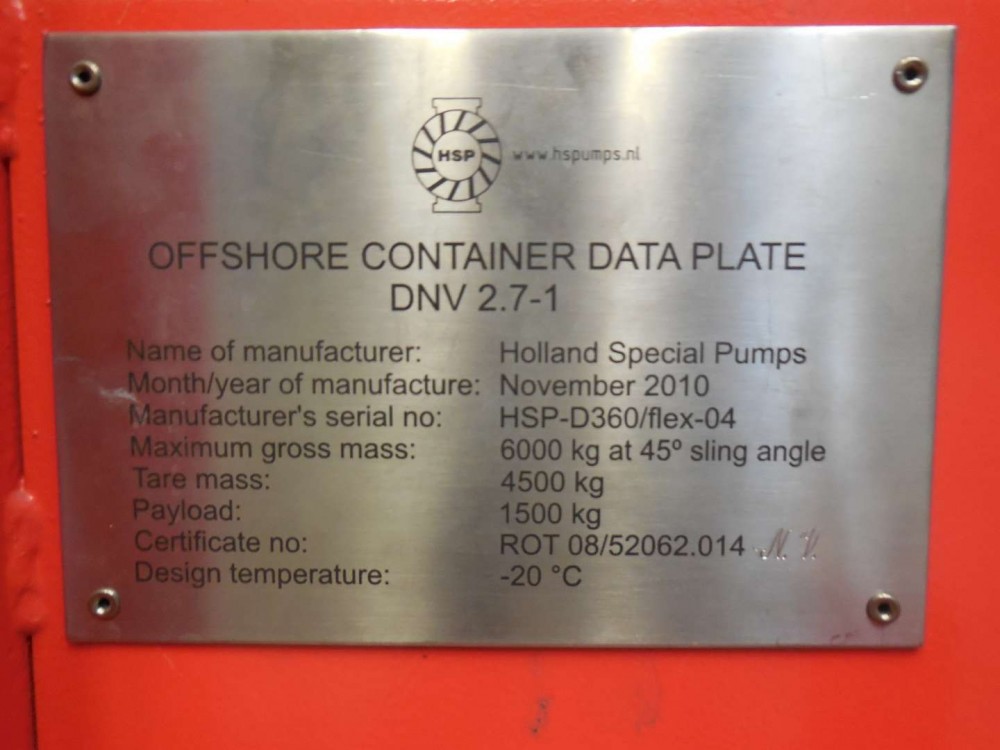 HSP www.hspumps.nl
OFFSHORE CONTAINER DATA PLATE
DNV 2.7-1
Name of manufacturer: Holland Special Pumps
Month/year of manufacture: November 2010
Manufacturer's serial no: HSP-D360/flex-04
Maximum gross mass: 6000 kg at 45º sling angle
Tare mass: 4500 kg
Payload: 1500 kg
Certificate no: ROT 08/52062.014
Design temperature: -20 °C